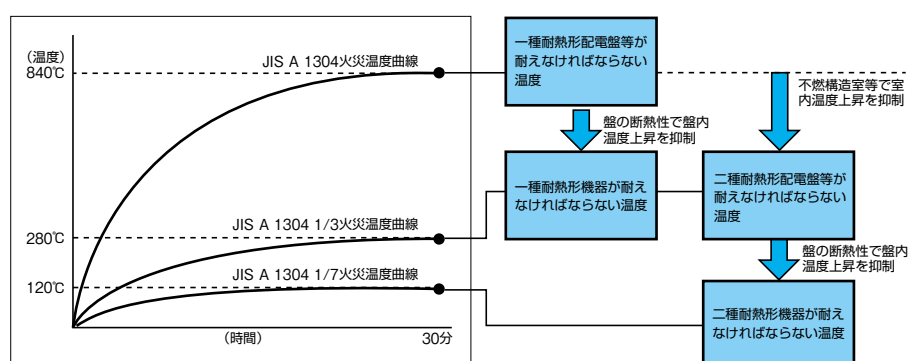 (温度)
840℃
280℃
120℃
JIS A 1304火災温度曲線
JIS A 1304 1/3火災温度曲線
JIS A 1304 1/7火災温度曲線
(時間)
30分
一種耐熱形配電盤等が
耐えなければならない
温度
不燃構造室等で室
内温度上昇を抑制
盤の断熱性で盤内
温度上昇を抑制
一種耐熱形機器が耐え
なければならない温度
二種耐熱形配電盤等が
耐えなければならない
温度
盤の断熱性で盤内
温度上昇を抑制
二種耐熱形機器が耐え
なければならない温度